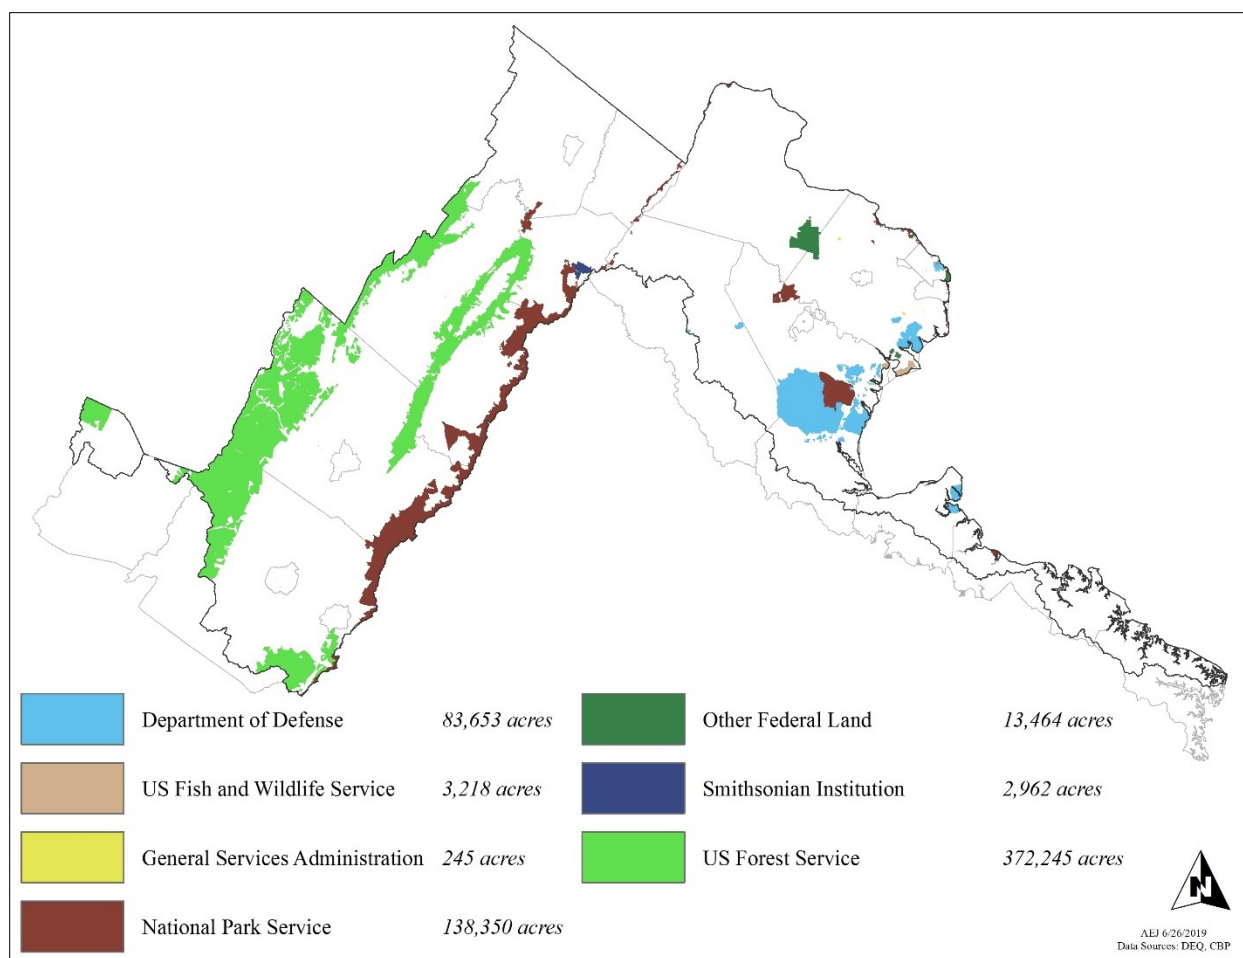 Department of Defense 83,653 acres
US Fish and Wildlife Service 3,218 acres
General Services Administration 245 acres
National Park Service 138,350 acres
Other Federal Land 13,464 acres
Smithsonian Institution 2,962 acres
US Forest Service 372,245 acres
N
AEJ 6/26/2019
Data Sources: DEQ, CBP